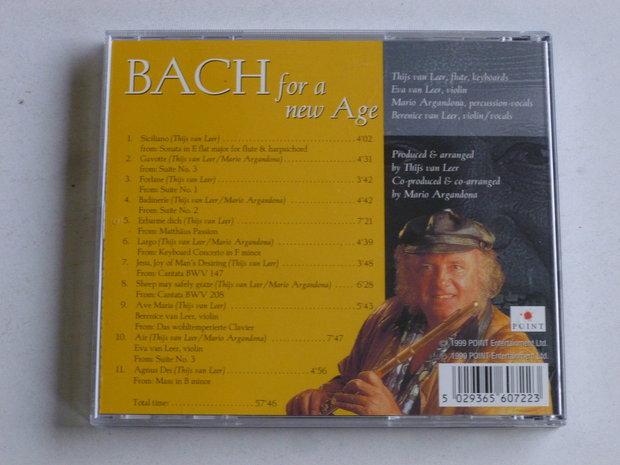 BACH for a
new Age
1. Siciliano (Thijs van Leer) 4'02
from: Sonata in E flat major for flute & harpsichord
2. Gavotte (Thijs van Leer/Mario Argandona) 4'31
from: Suite No. 3
3. Forlane (Thijs van Leer) 3'42
From: Suite No. 1
4. Badinerie (Thijs van Leer/Mario Argandona) 4'42
From: Suite No. 2
5. Erbarme dich (Thijs van Leer) 7'21
From: Matthäus Passion
6. Largo (Thijs van Leer/Mario Argandona) 4'39
From: Keyboard Concerto in F minor
7. Jesu, Joy of Man's Desiring (Thijs van Leer) 3'48
From: Cantata BWV 147
8. Sheep may safely graze (Thijs van Leer/Mario Argandona) 6'28
From: Cantata BWV 208
9. Ave Maria (Thijs van Leer) 5'43
Berenice van Leer, violin
From: Das wohltemperierte Clavier
10. Air (Thijs van Leer/Mario Argandona) 7'47
Eva van Leer, violin
From: Suite No. 3
11. Agnus Dei (Thijs van Leer) 4'56
From: Mass in B minor
Total time: 57'46
Thijs van Leer, flute, keyboards
Eva van Leer, violin
Mario Argandona, percussion-vocals
Berenice van Leer, violin/vocals
Produced & arranged
by Thijs van Leer
Co-produced & co-arranged
by Mario Argandona
POINT
℗ 1999 POINT Entertainment Ltd.
© 1999 POINT Entertainment Ltd.
5 029365 607223